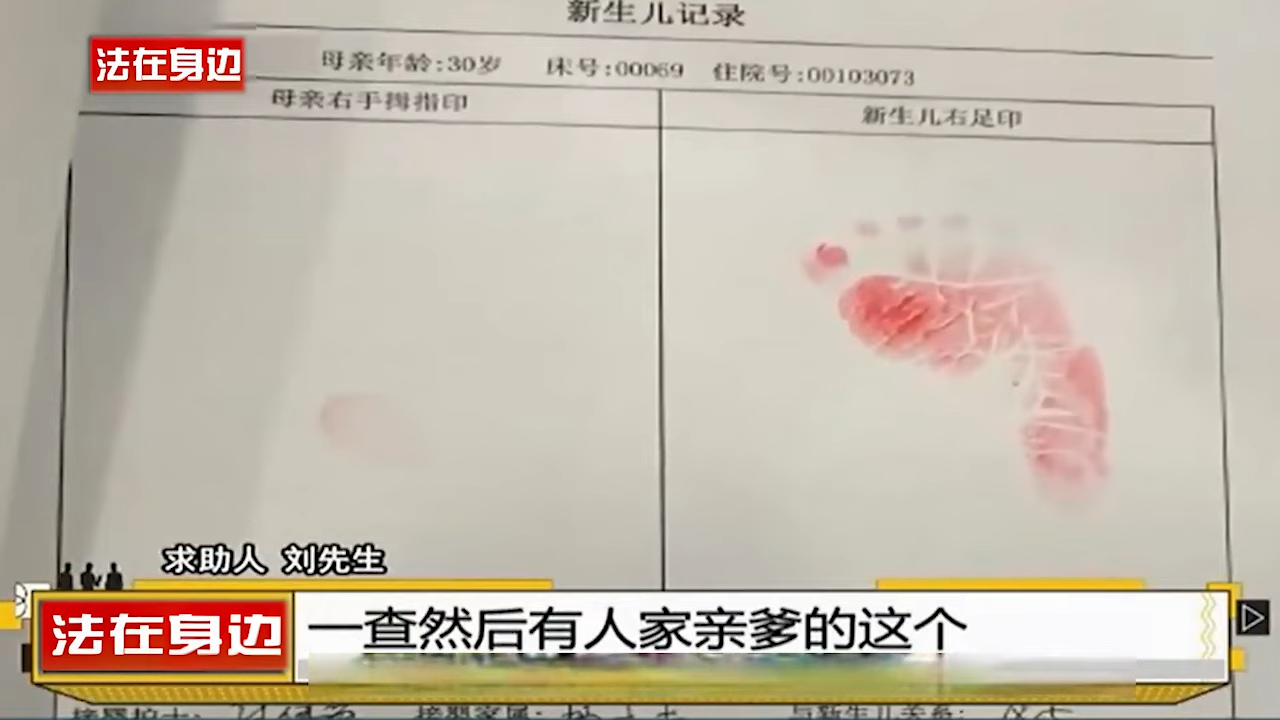 新生儿记录
法在身边
母亲年龄:30岁 床号:00069 住院号:00103073
母亲右手拇指印 新生儿右足印
求助人 刘先生
法在身边 一查然后有人家亲爹的这个